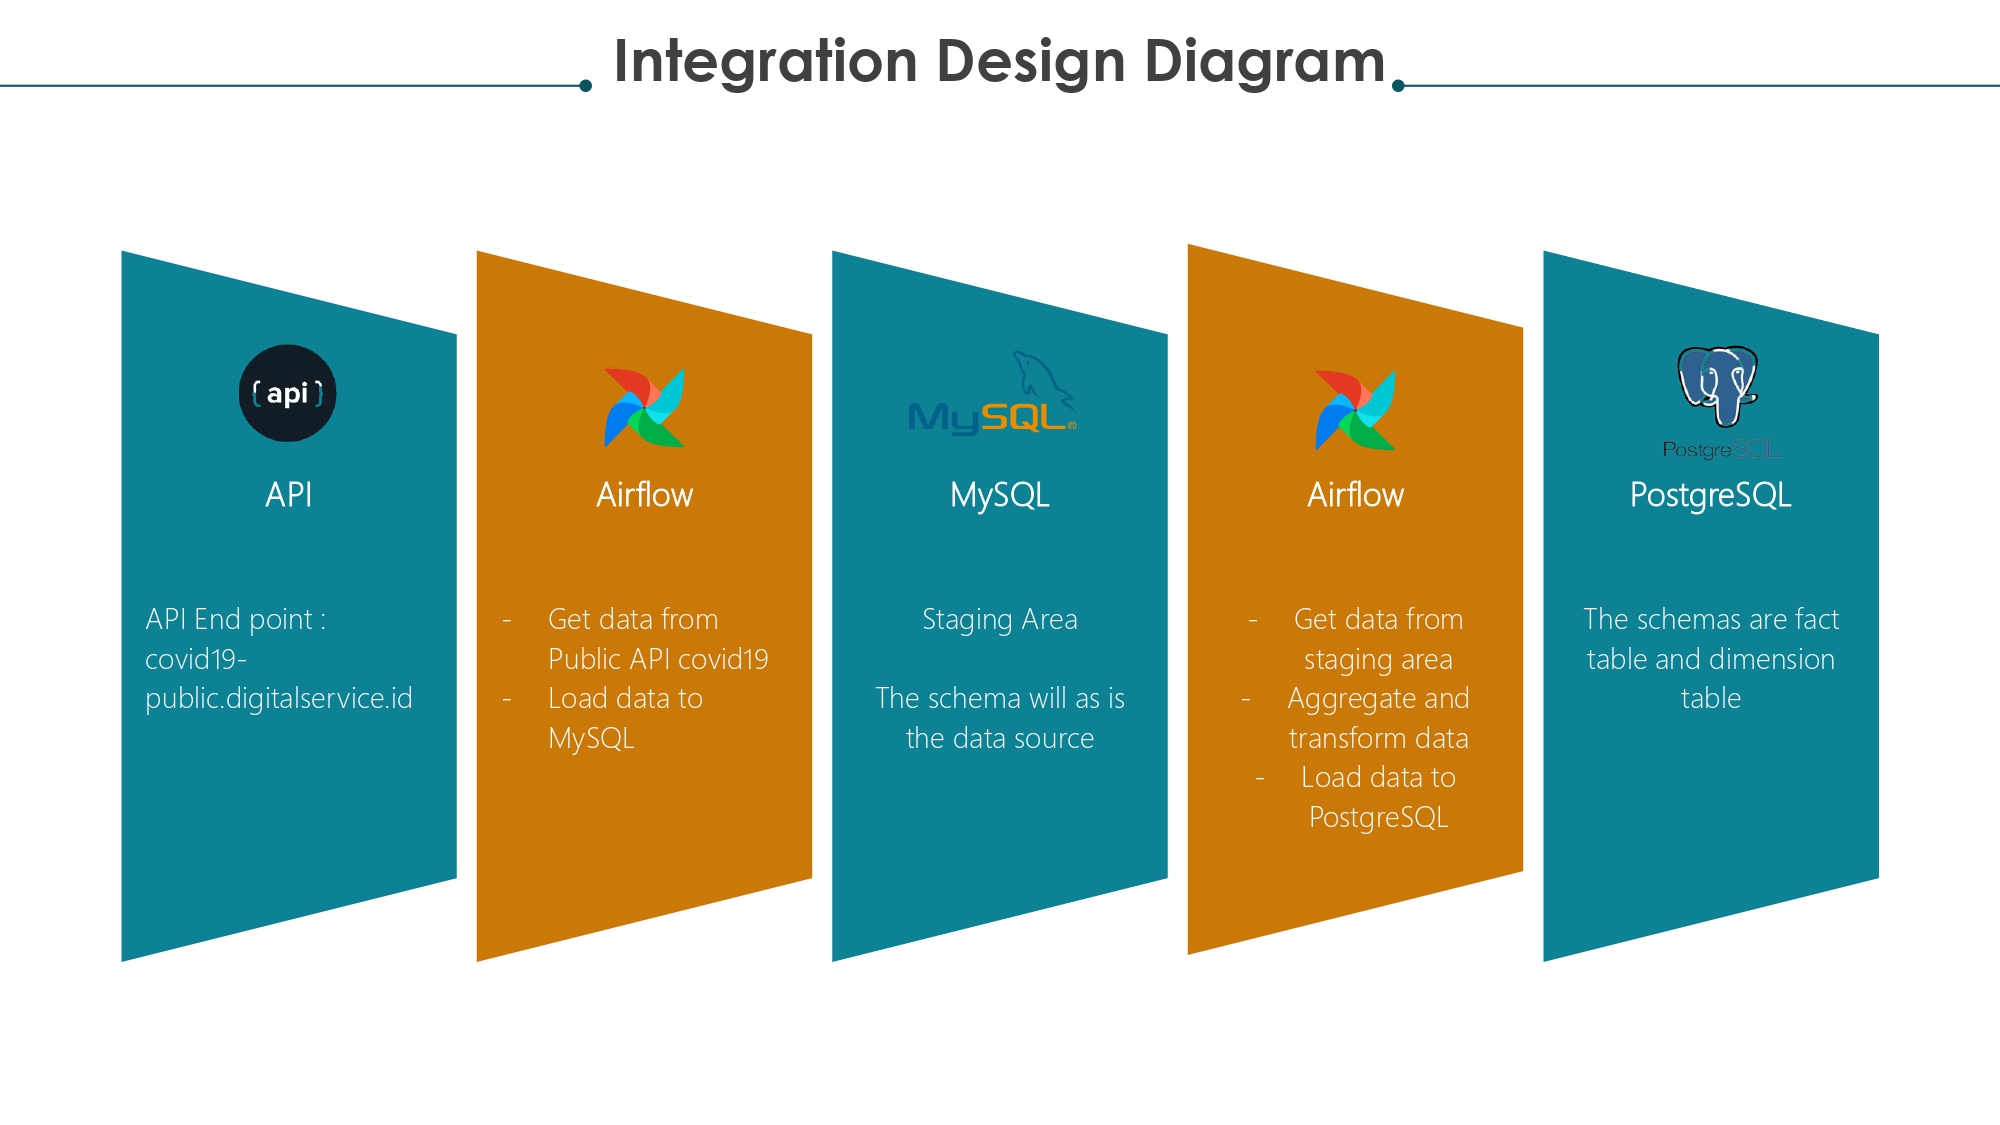 Integration Design Diagram
{ api }
API
API End point :
covid19-
public.digitalservice.id
Airflow
- Get data from
Public API covid19
- Load data to
MySQL
MySQL®
MySQL
Staging Area
The schema will as is
the data source
Airflow
- Get data from
staging area
- Aggregate and
transform data
- Load data to
PostgreSQL
PostgreSQL
PostgreSQL
The schemas are fact
table and dimension
table